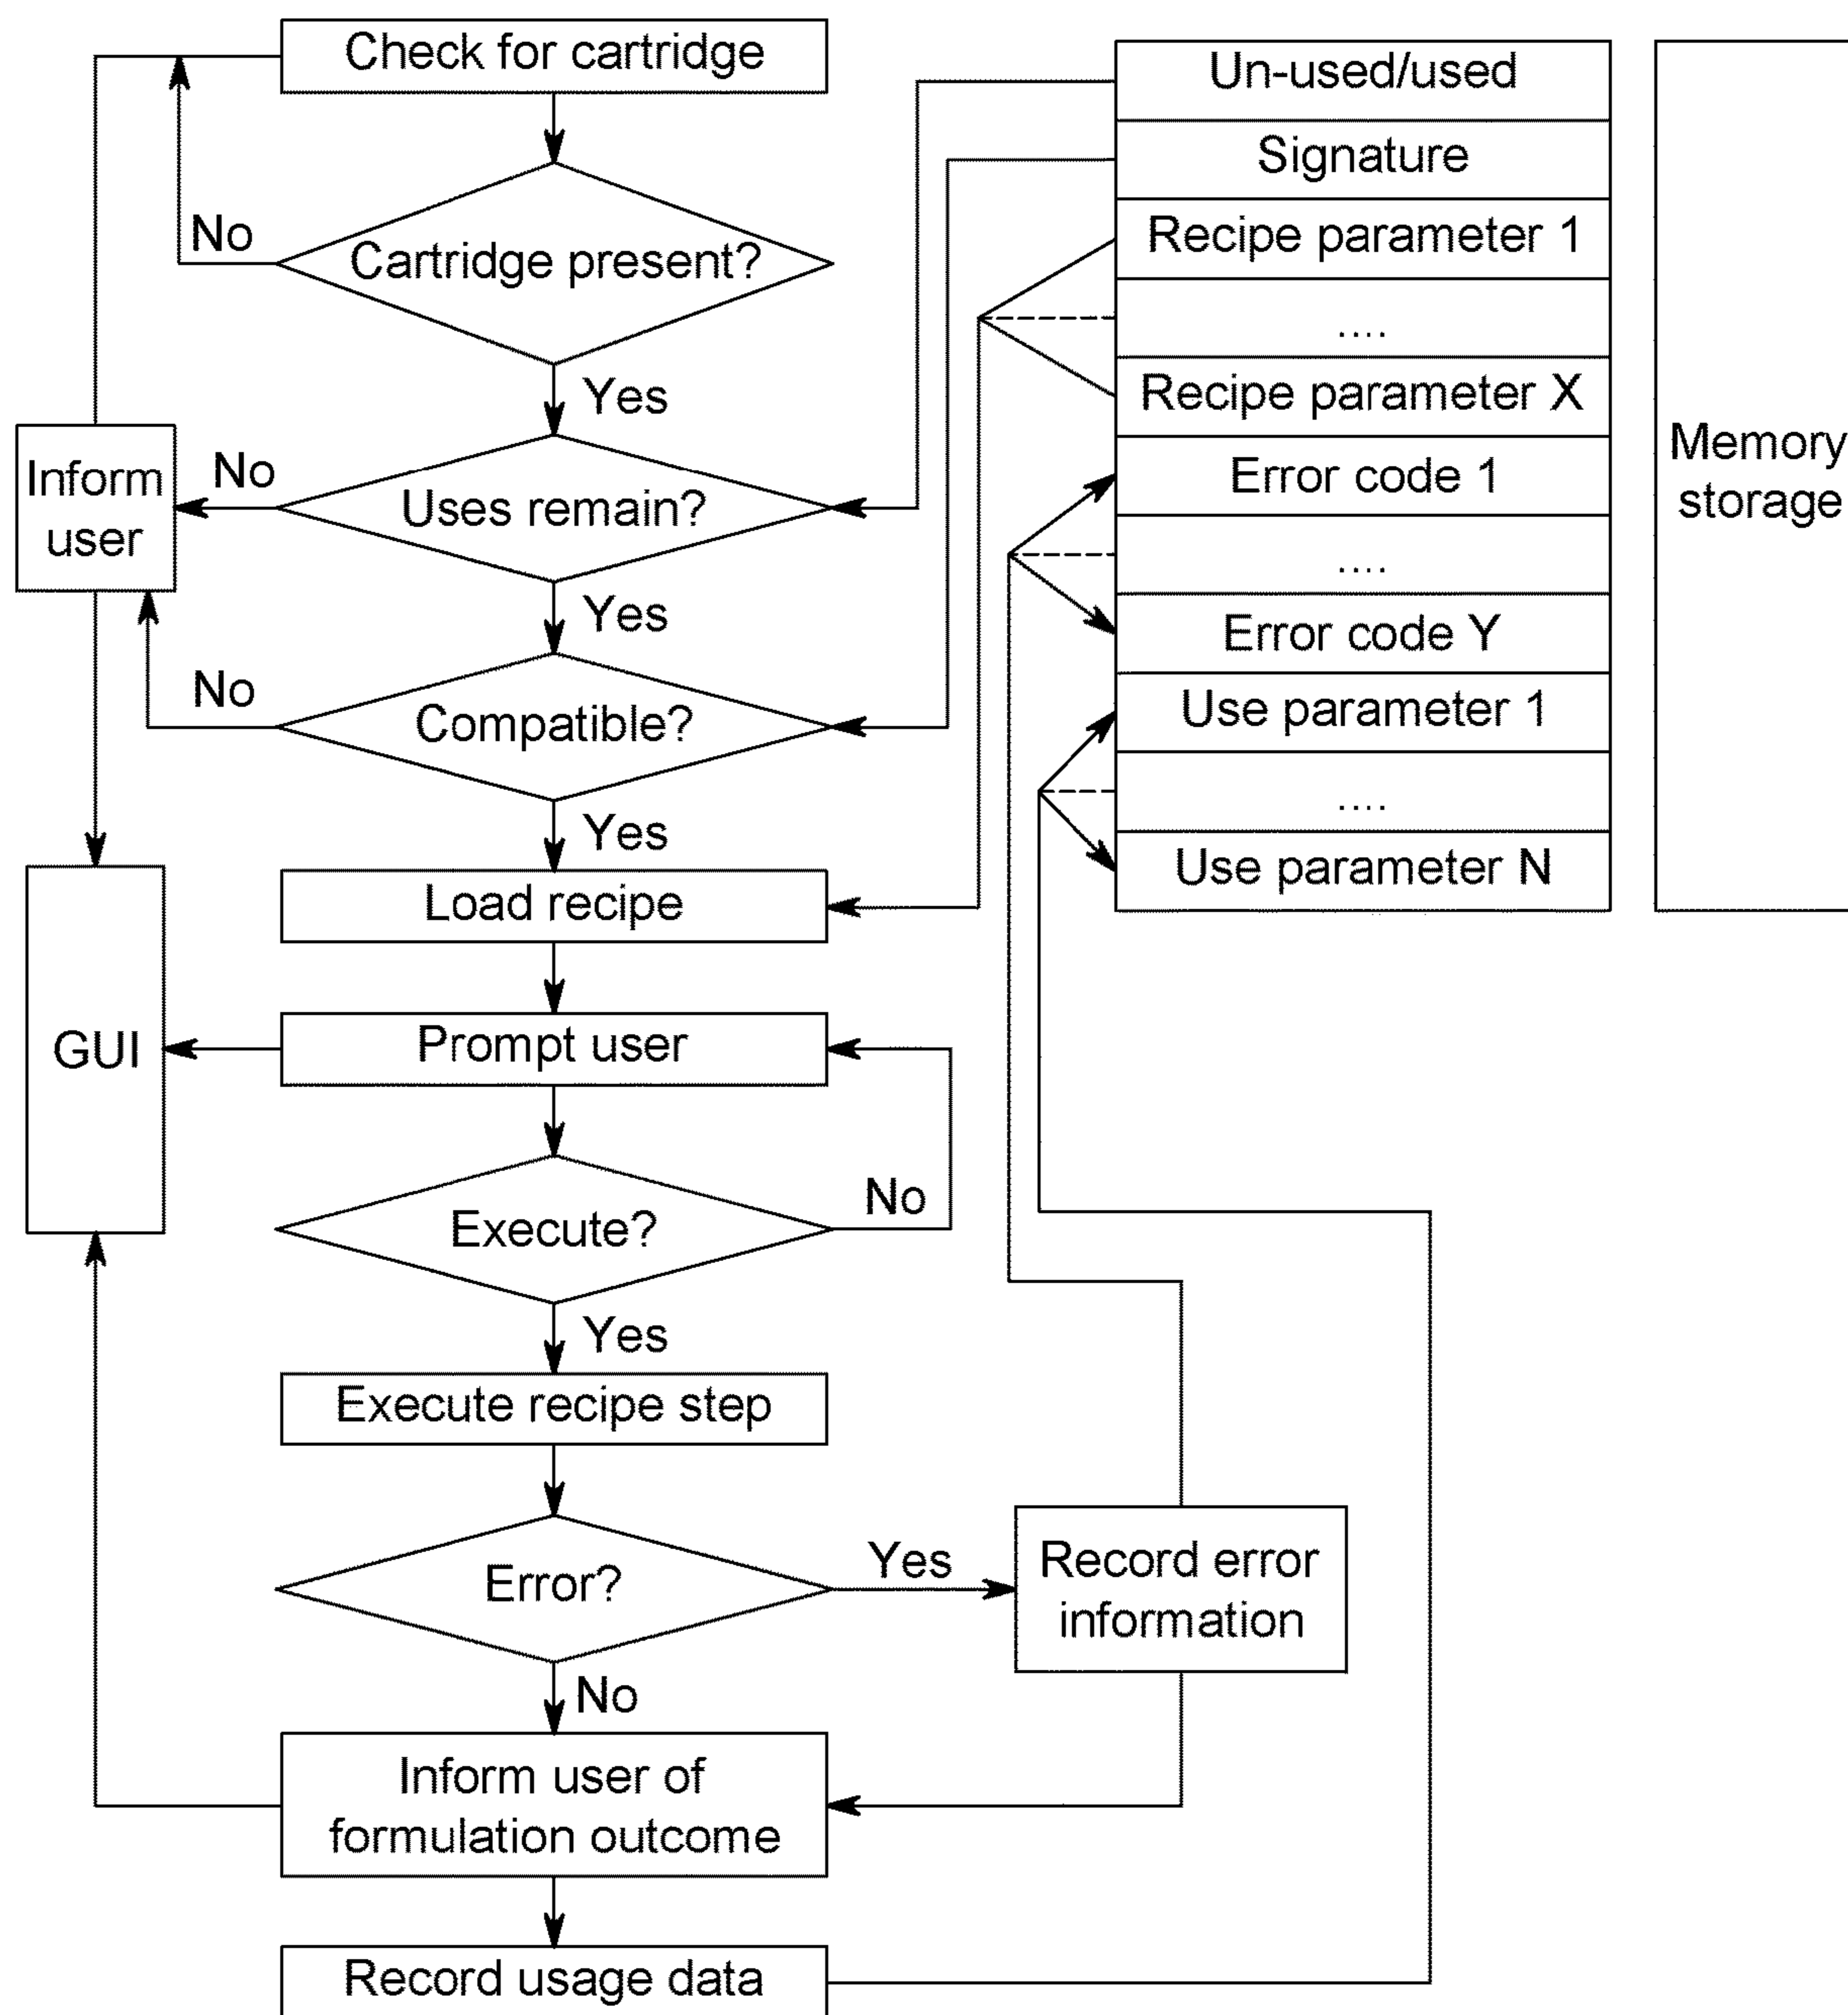 Check for cartridge
No
Cartridge present?
Yes
Inform
user
No
Uses remain?
Yes
No
Compatible?
Yes
Load recipe
GUI
Prompt user
No
Execute?
Yes
Execute recipe step
Error?
Yes
Record error
information
No
Inform user of
formulation outcome
Record usage data
Un-used/used
Signature
Recipe parameter 1
....
Recipe parameter X
Error code 1
....
Error code Y
Use parameter 1
....
Use parameter N
Memory
storage